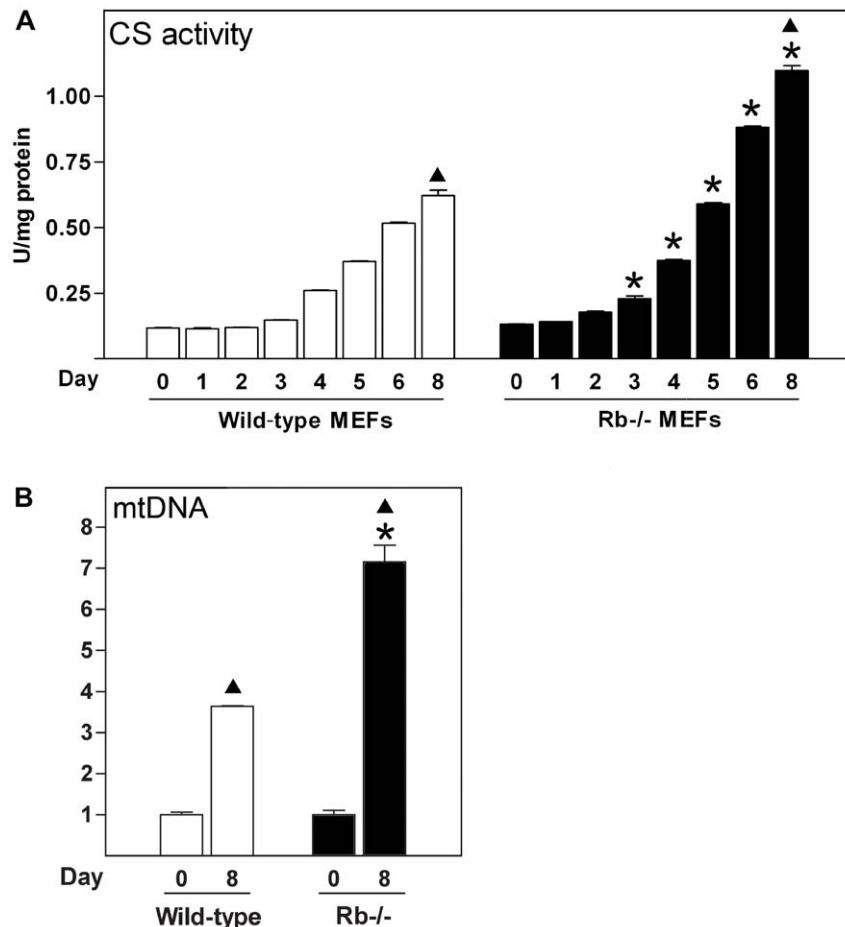 A
CS activity
U/mg protein
1.00
0.75
0.50
0.25
Day 0 1 2 3 4 5 6 8 0 1 2 3 4 5 6 8
Wild-type MEFs Rb-/- MEFs
B
mtDNA
8
7
6
5
4
3
2
1
Day 0 8 0 8
Wild-type Rb-/-